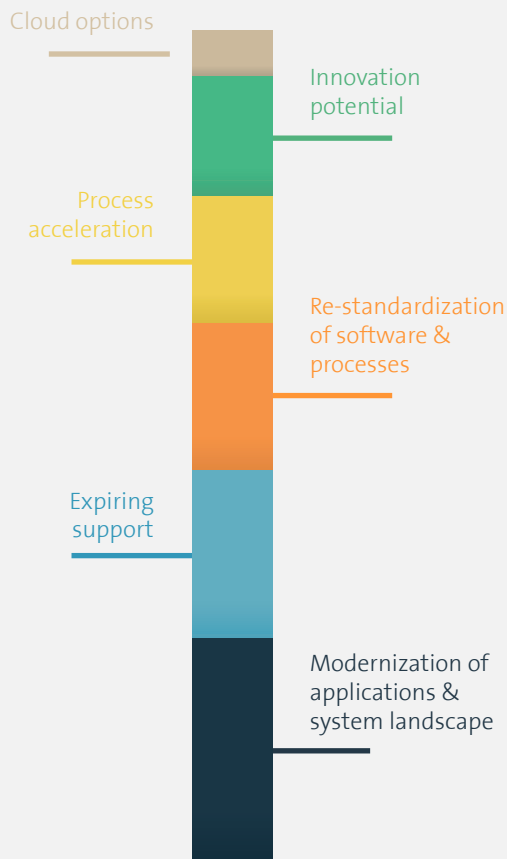 Cloud options
Innovation
potential
Process
acceleration
Re-standardization
of software &
processes
Expiring
support
Modernization of
applications &
system landscape